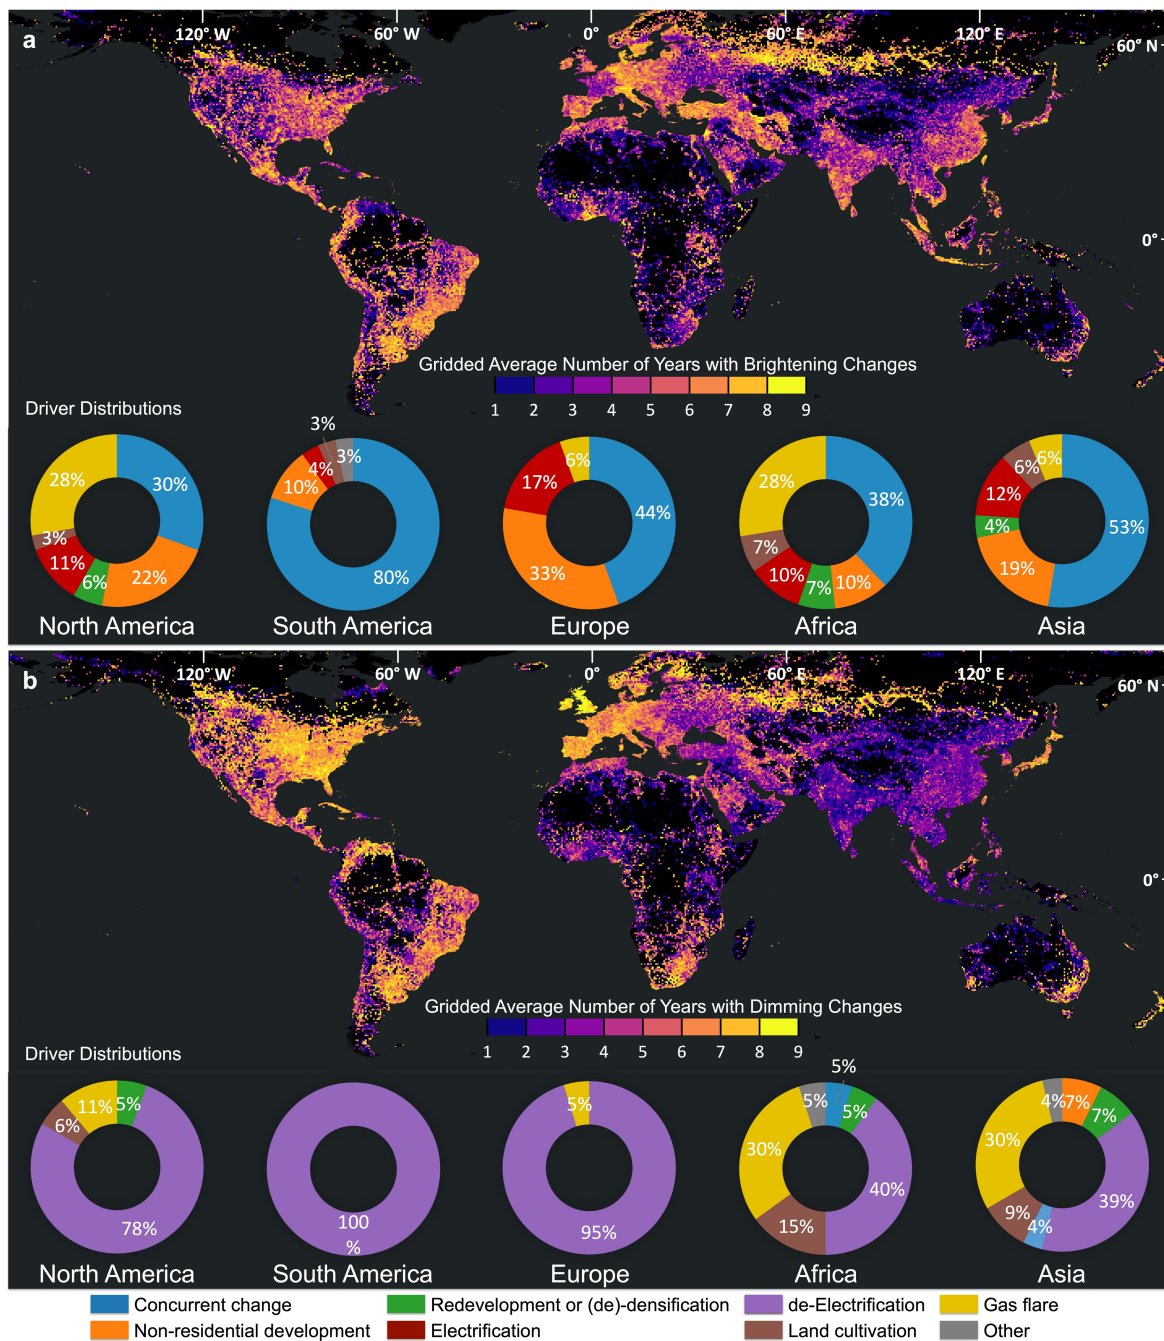 a
120° W
60° W
0°
60° E
120° E
60° N
0°
Gridded Average Number of Years with Brightening Changes
1 2 3 4 5 6 7 8 9
Driver Distributions
28%
30%
3%
11%
6%
22%
North America
3%
3%
4%
10%
80%
South America
6%
17%
44%
33%
Europe
28%
38%
7%
10%
7%
10%
Africa
6%
6%
12%
4%
53%
19%
Asia
b
120° W
60° W
0°
60° E
120° E
60° N
0°
Gridded Average Number of Years with Dimming Changes
1 2 3 4 5 6 7 8 9
Driver Distributions
11%
5%
6%
78%
North America
100
%
South America
5%
95%
Europe
5%
5%
5%
30%
40%
15%
Africa
4%
7%
7%
30%
39%
9%
4%
Asia
Concurrent change
Redevelopment or (de)-densification
de-Electrification
Gas flare
Non-residential development
Electrification
Land cultivation
Other